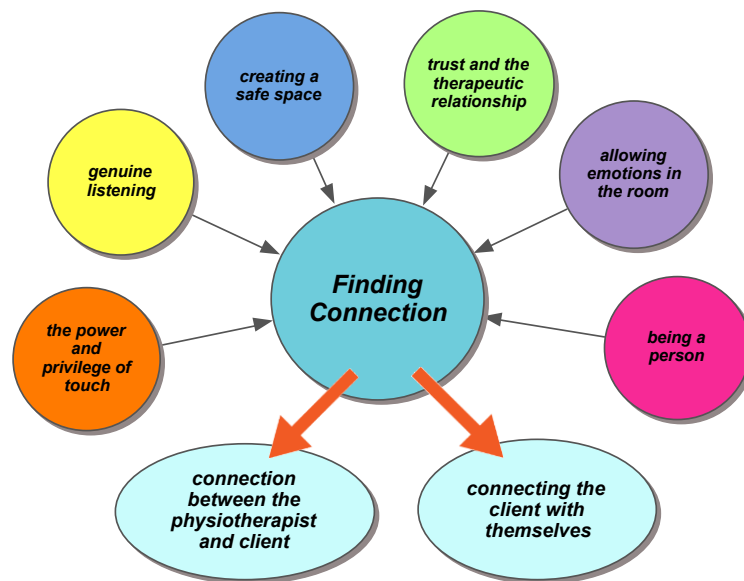 creating a
safe space
trust and the
therapeutic
relationship
genuine
listening
allowing
emotions in
the room
Finding
Connection
the power
and
privilege of
touch
being a
person
connection
between the
physiotherapist
and client
connecting the
client with
themselves